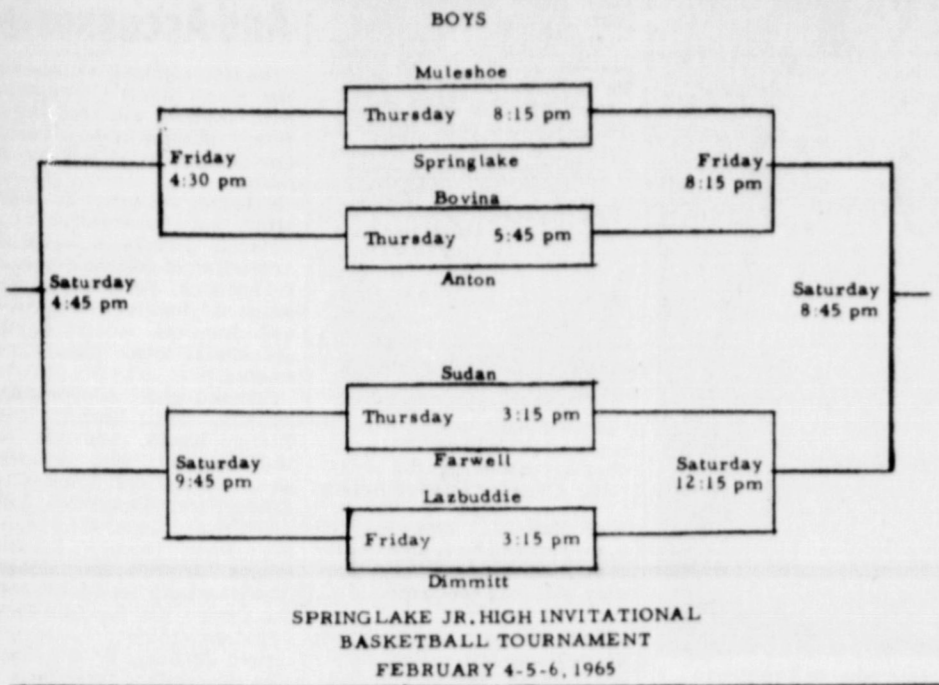 BOYS
Muleshoe
Thursday 8:15 pm
Springlake
Friday
4:30 pm
Friday
8:15 pm
Bovina
Thursday 5:45 pm
Anton
Saturday
4:45 pm
Saturday
8:45 pm
Sudan
Thursday 3:15 pm
Farwell
Saturday
9:45 pm
Saturday
12:15 pm
Lazbuddie
Friday 3:15 pm
Dimmitt
SPRINGLAKE JR. HIGH INVITATIONAL
BASKETBALL TOURNAMENT
FEBRUARY 4-5-6, 1965